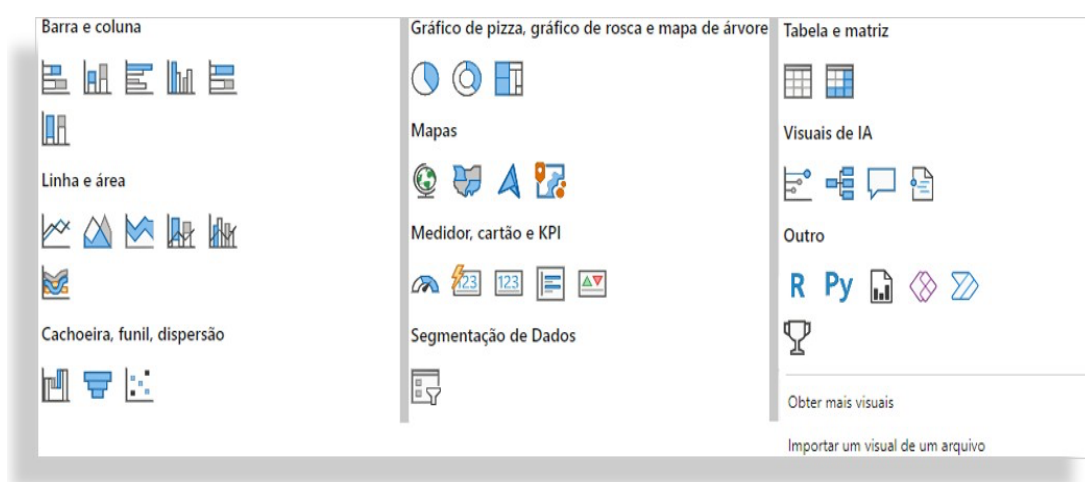 Barra e coluna
Linha e área
Cachoeira, funil, dispersão
Gráfico de pizza, gráfico de rosca e mapa de árvore
Mapas
Medidor, cartão e KPI
123
123
Segmentação de Dados
Tabela e matriz
Visuais de IA
Outro
R Py
Obter mais visuais
Importar um visual de um arquivo